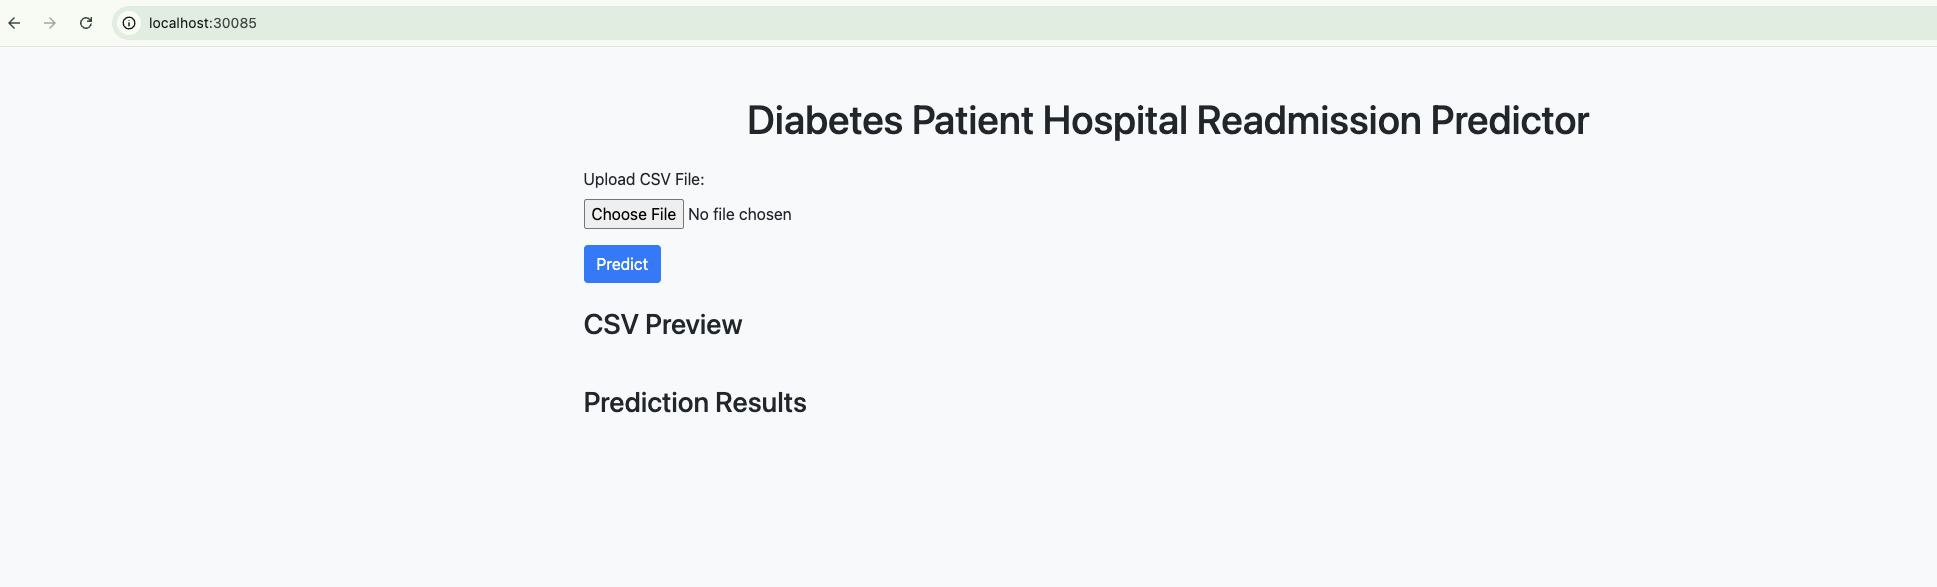 localhost:30085
Diabetes Patient Hospital Readmission Predictor
Upload CSV File:
Choose File No file chosen
Predict
CSV Preview
Prediction Results